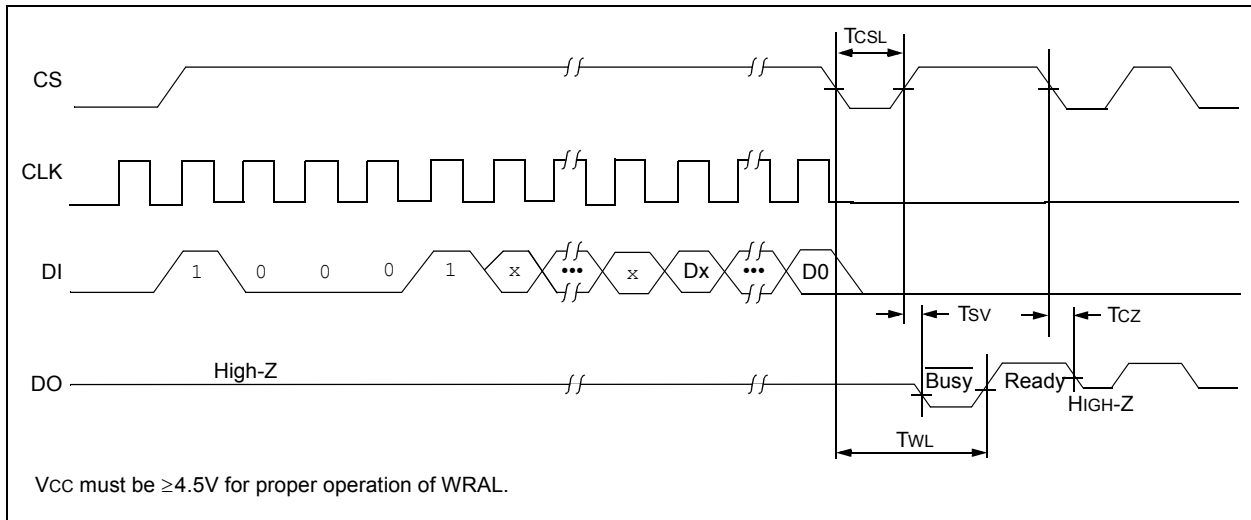 TCSL
CS
CLK
DI
1 0 0 0 1 x ••• x Dx ••• D0
TSV
TCZ
High-Z
DO
Busy
Ready
HIGH-Z
TWL
VCC must be ≥4.5V for proper operation of WRAL.